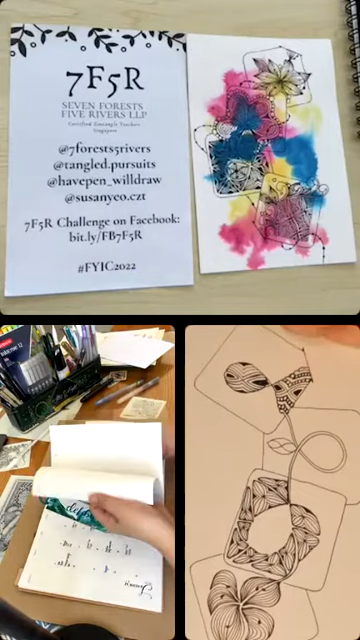 7F5R
SEVEN FORESTS
FIVE RIVERS LLP
Certified Zentangle Teachers
Singapore
@7forests5rivers
@tangled.pursuits
@havepen_willdraw
@susanyeo.czt
7F5R Challenge on Facebook:
bit.ly/FB7F5R
#FYIC2022